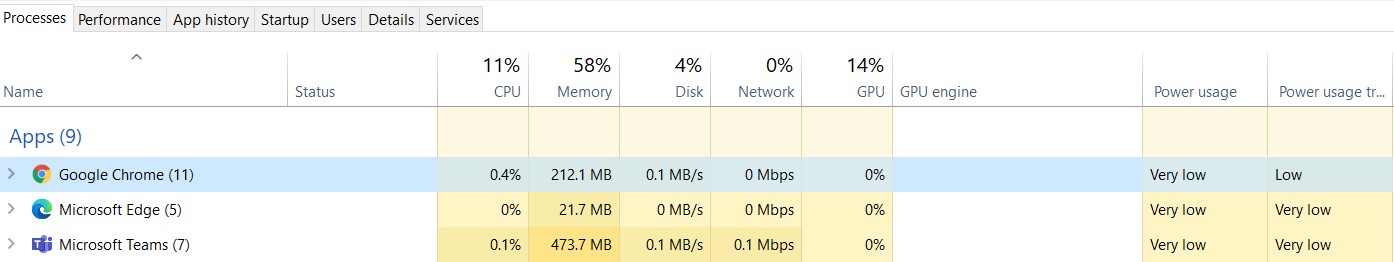 Processes Performance App history Startup Users Details Services
11% 58% 4% 0% 14%
Name Status CPU Memory Disk Network GPU GPU engine Power usage Power usage tr...
Apps (9)
Google Chrome (11) 0.4% 212.1 MB 0.1 MB/s 0 Mbps 0% Very low Low
Microsoft Edge (5) 0% 21.7 MB 0 MB/s 0 Mbps 0% Very low Very low
Microsoft Teams (7) 0.1% 473.7 MB 0.1 MB/s 0.1 Mbps 0% Very low Very low